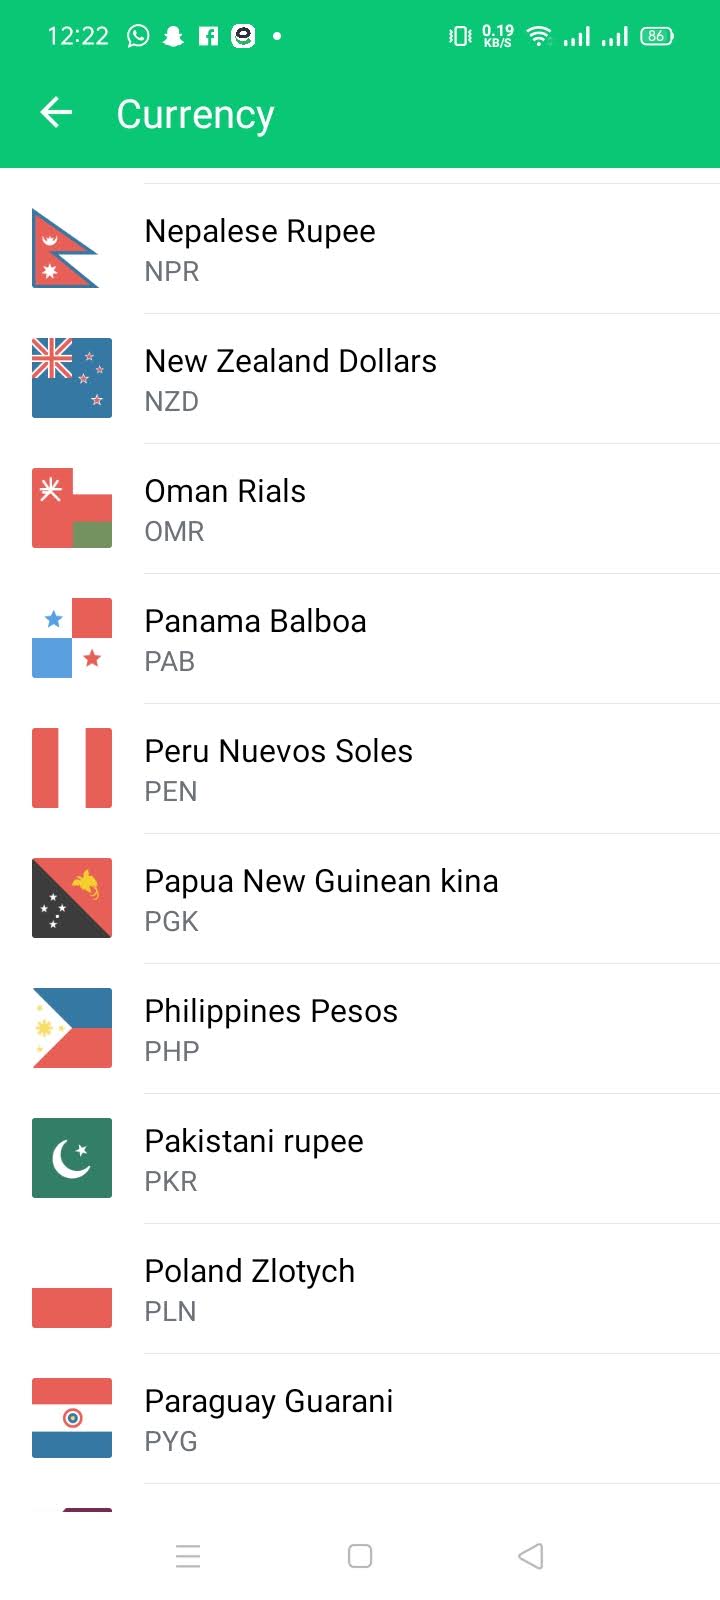 12:22 0.19 KB/S 86
Currency
Nepalese Rupee
NPR
New Zealand Dollars
NZD
Oman Rials
OMR
Panama Balboa
PAB
Peru Nuevos Soles
PEN
Papua New Guinean kina
PGK
Philippines Pesos
PHP
Pakistani rupee
PKR
Poland Zlotych
PLN
Paraguay Guarani
PYG